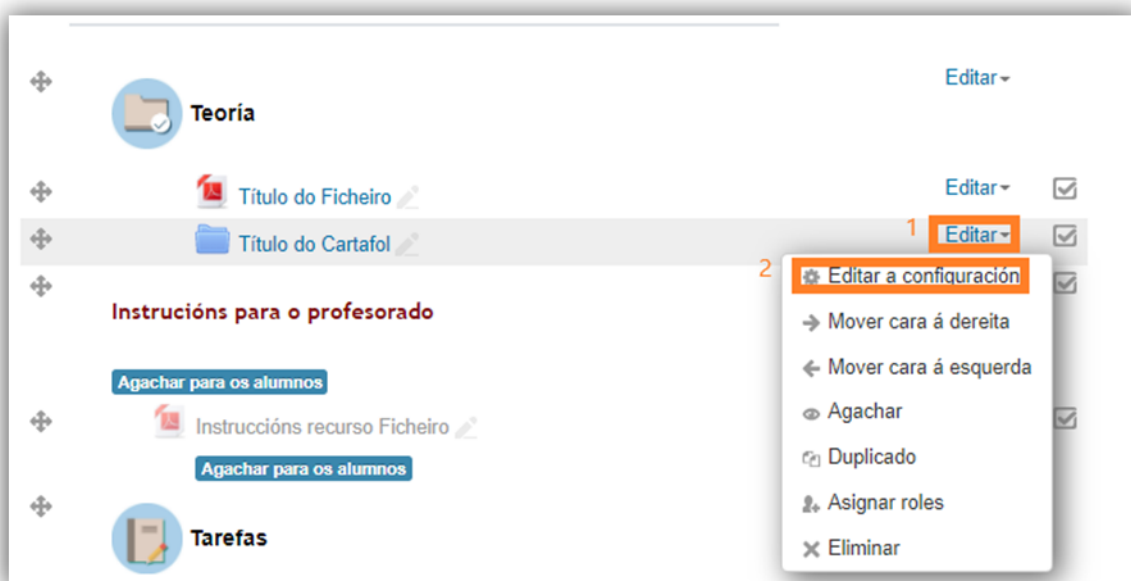 Editar
Teoría
Título do Ficheiro
Editar
Título do Cartafol
1
Editar
2
Editar a configuración
Instrucións para o profesorado
Mover cara á dereita
Mover cara á esquerda
Agachar para os alumnos
Agachar
Instruccións recurso Ficheiro
Duplicado
Agachar para os alumnos
Asignar roles
Tarefas
Eliminar